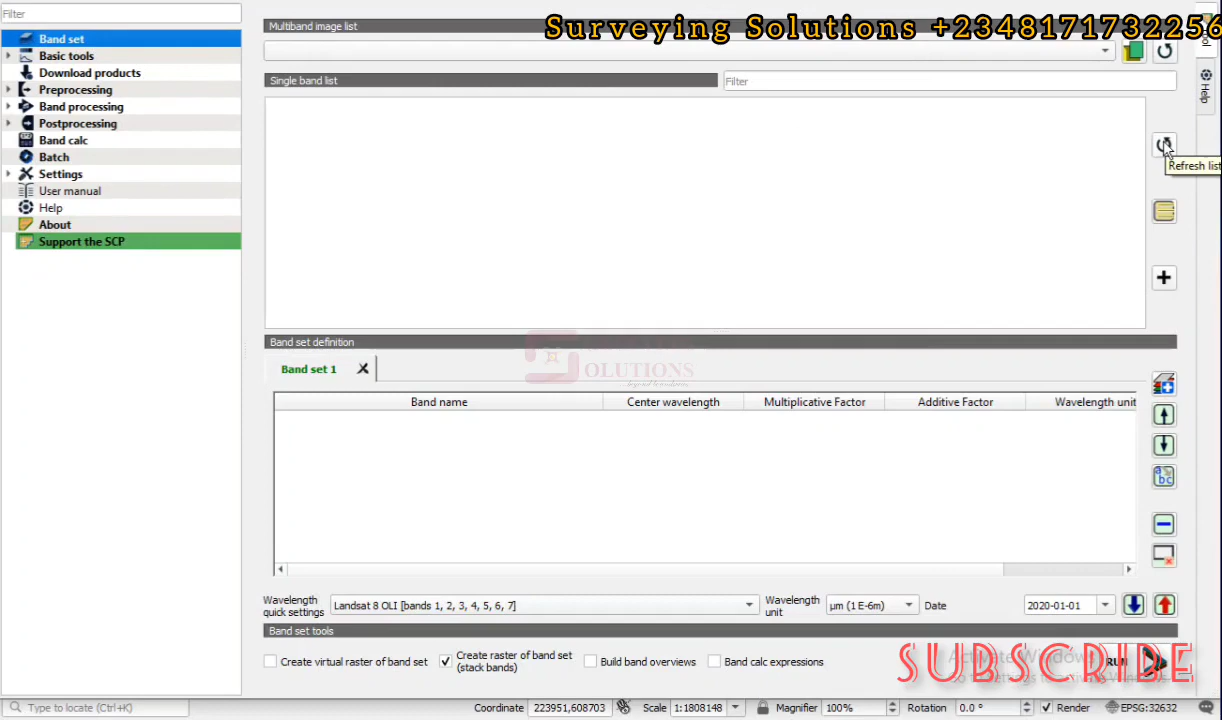 Surveying Solutions +2348171732256
Filter
Band set
Basic tools
Download products
Preprocessing
Band processing
Postprocessing
Band calc
Batch
Settings
User manual
Help
About
Support the SCP
Multiband image list
Single band list
Filter
Help
Refresh list
Band set definition
Band set 1
OLUTIONS
Band name Center wavelength Multiplicative Factor Additive Factor Wavelength unit
Wavelength
quick settings
Landsat 8 OLI [bands 1, 2, 3, 4, 5, 6, 7]
Wavelength
unit
µm (1 E-6m)
Date
2020-01-01
Band set tools
Create virtual raster of band set
Create raster of band set
(stack bands)
Build band overviews
Band calc expressions
RUN
SUBSCRIBE
Type to locate (Ctrl+K)
Coordinate 223951,608703 Scale 1:1808148 Magnifier 100% Rotation 0.0 ° Render EPSG:32632